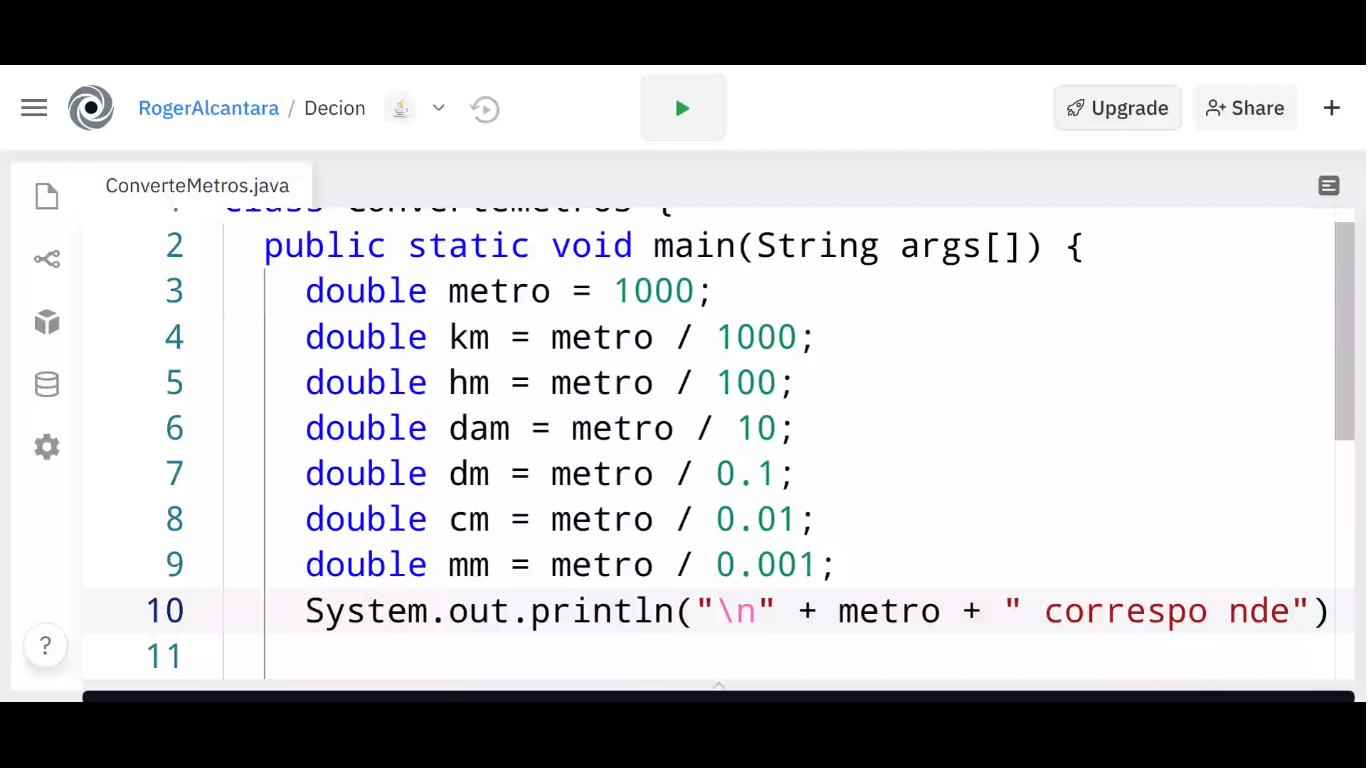 RogerAlcantara / Decion
Upgrade
Share
ConverteMetros.java
1 class ConverteMetros {
2 public static void main(String args[]) {
3 double metro = 1000;
4 double km = metro / 1000;
5 double hm = metro / 100;
6 double dam = metro / 10;
7 double dm = metro / 0.1;
8 double cm = metro / 0.01;
9 double mm = metro / 0.001;
10 System.out.println("\n" + metro + " correspo nde")
11
?